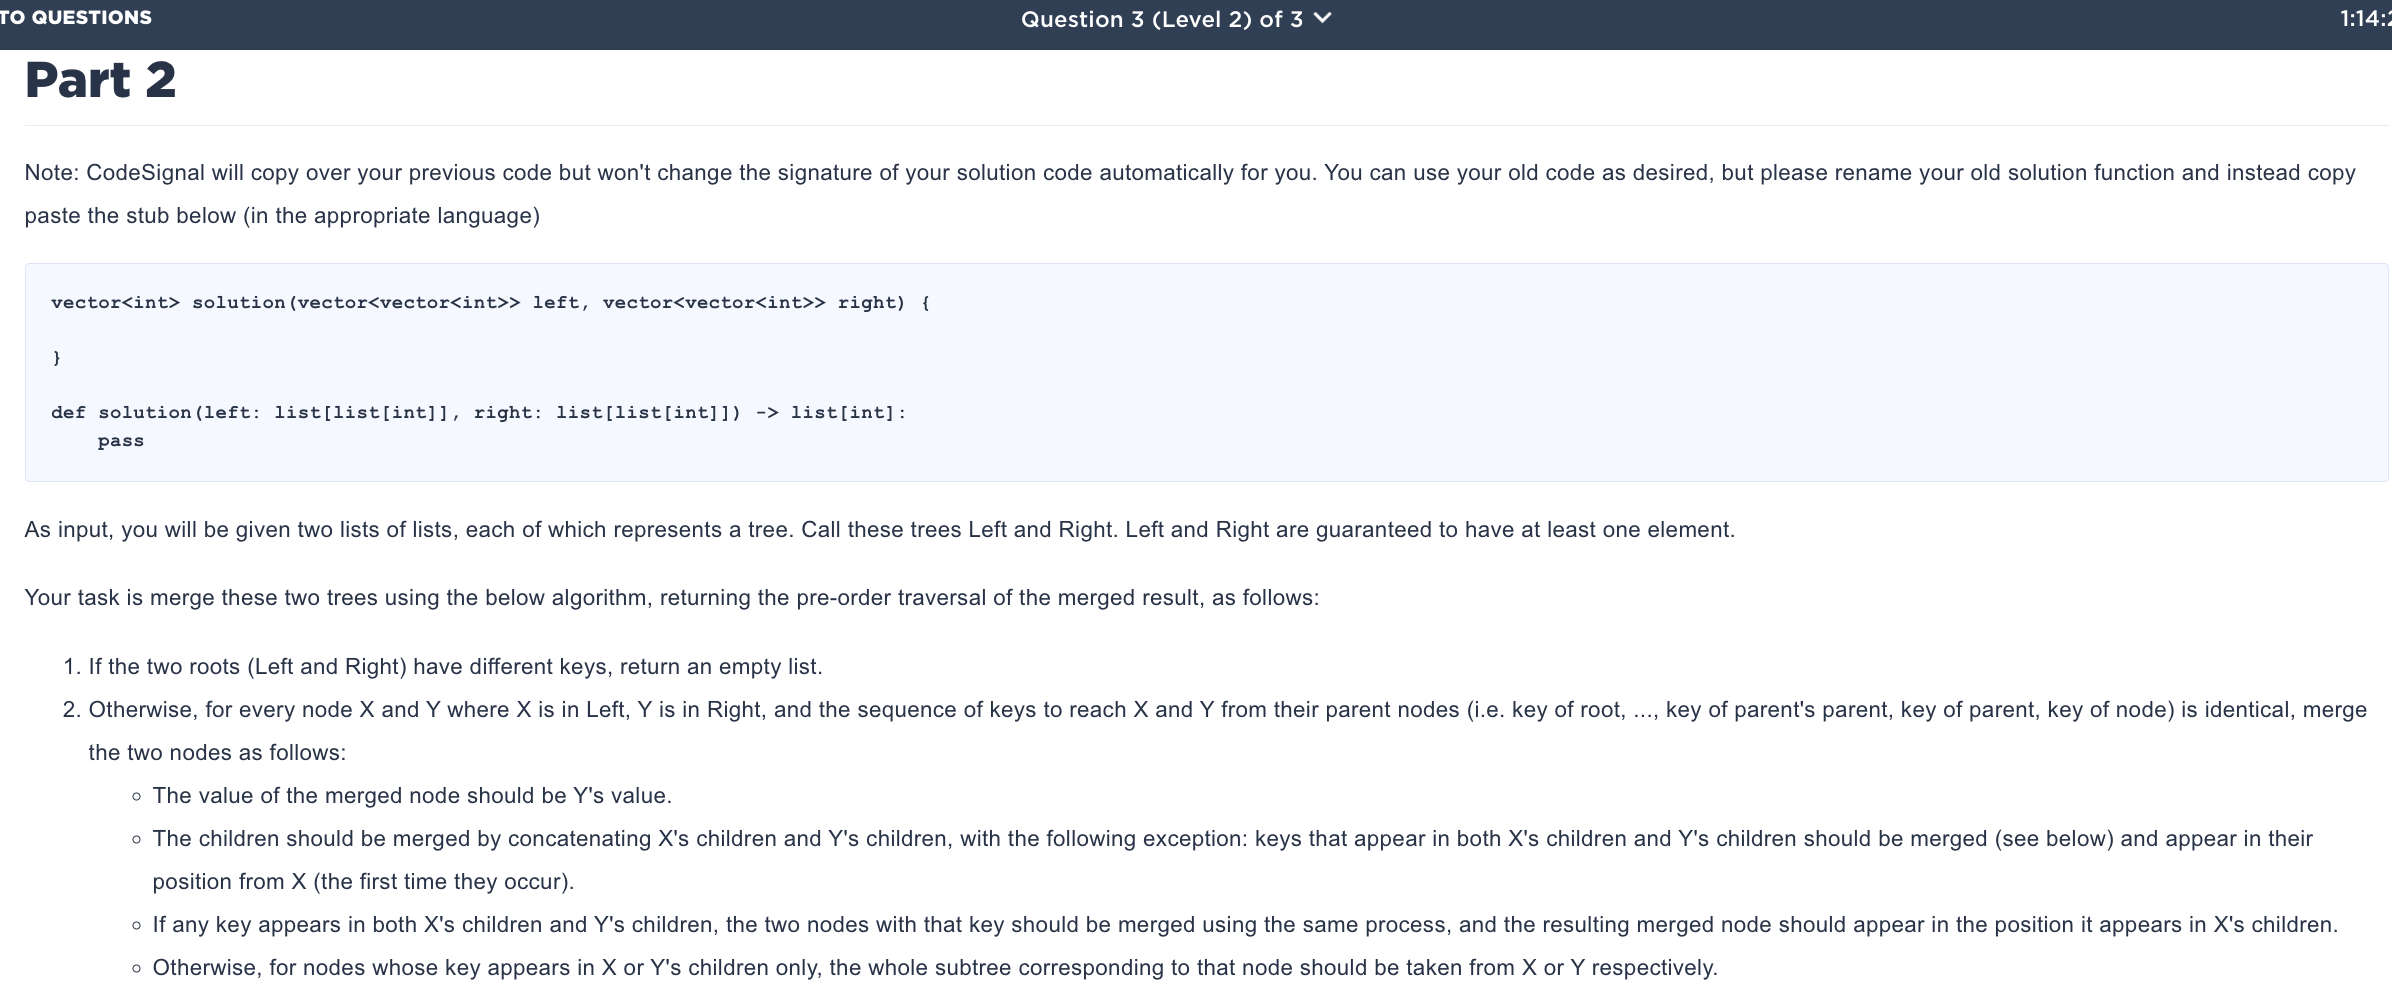 TO QUESTIONS
Question 3 (Level 2) of 3
1:14:
Part 2
Note: CodeSignal will copy over your previous code but won't change the signature of your solution code automatically for you. You can use your old code as desired, but please rename your old solution function and instead copy
paste the stub below (in the appropriate language)
vector<int> solution(vector<vector<int>> left, vector<vector<int>> right) {
}
def solution(left: list[list[int]], right: list[list[int]]) -> list[int]:
pass
As input, you will be given two lists of lists, each of which represents a tree. Call these trees Left and Right. Left and Right are guaranteed to have at least one element.
Your task is merge these two trees using the below algorithm, returning the pre-order traversal of the merged result, as follows:
1. If the two roots (Left and Right) have different keys, return an empty list.
2. Otherwise, for every node X and Y where X is in Left, Y is in Right, and the sequence of keys to reach X and Y from their parent nodes (i.e. key of root, ..., key of parent's parent, key of parent, key of node) is identical, merge
the two nodes as follows:
◦ The value of the merged node should be Y's value.
◦ The children should be merged by concatenating X's children and Y's children, with the following exception: keys that appear in both X's children and Y's children should be merged (see below) and appear in their
position from X (the first time they occur).
◦ If any key appears in both X's children and Y's children, the two nodes with that key should be merged using the same process, and the resulting merged node should appear in the position it appears in X's children.
◦ Otherwise, for nodes whose key appears in X or Y's children only, the whole subtree corresponding to that node should be taken from X or Y respectively.